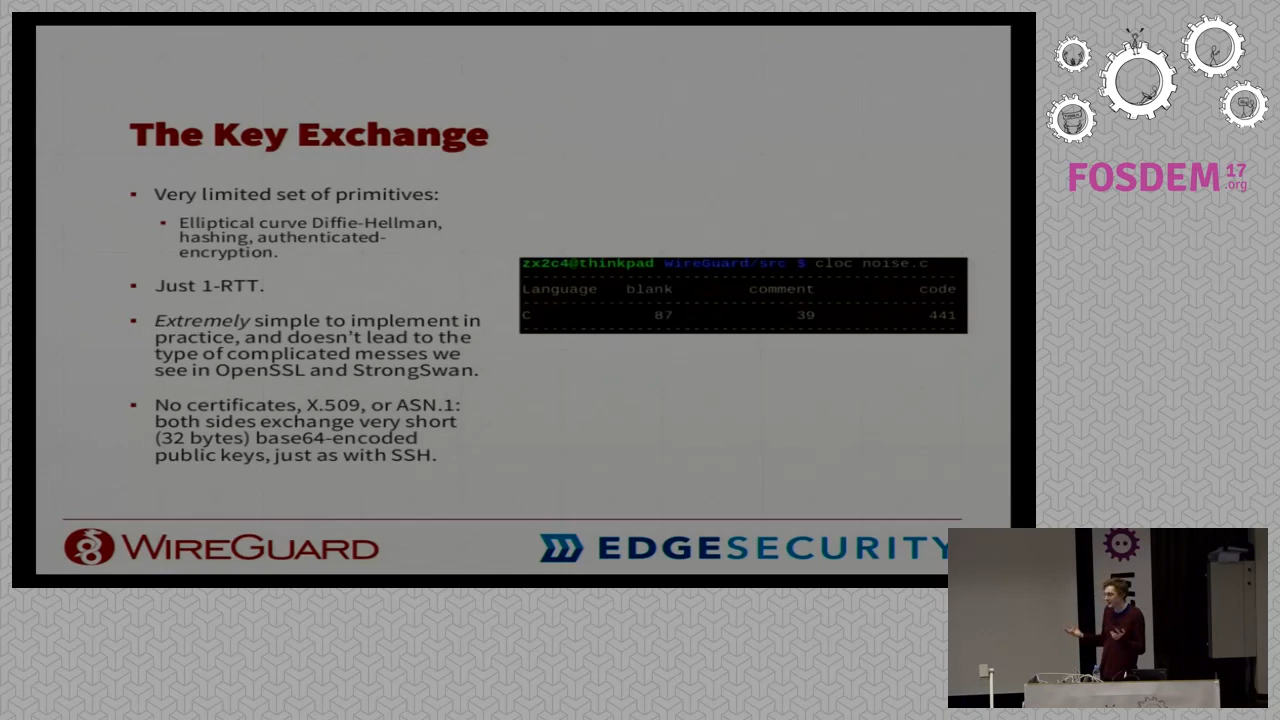 The Key Exchange
▪ Very limited set of primitives:
▪ Elliptical curve Diffie-Hellman,
hashing, authenticated-
encryption.
▪ Just 1-RTT.
▪ Extremely simple to implement in
practice, and doesn't lead to the
type of complicated messes we
see in OpenSSL and StrongSwan.
▪ No certificates, X.509, or ASN.1:
both sides exchange very short
(32 bytes) base64-encoded
public keys, just as with SSH.
zx2c4@thinkpad WireGuard/src $ cloc noise.c
Language blank comment code
C 87 39 441
WIREGUARD
EDGESECURITY
FOSDEM 17
.org